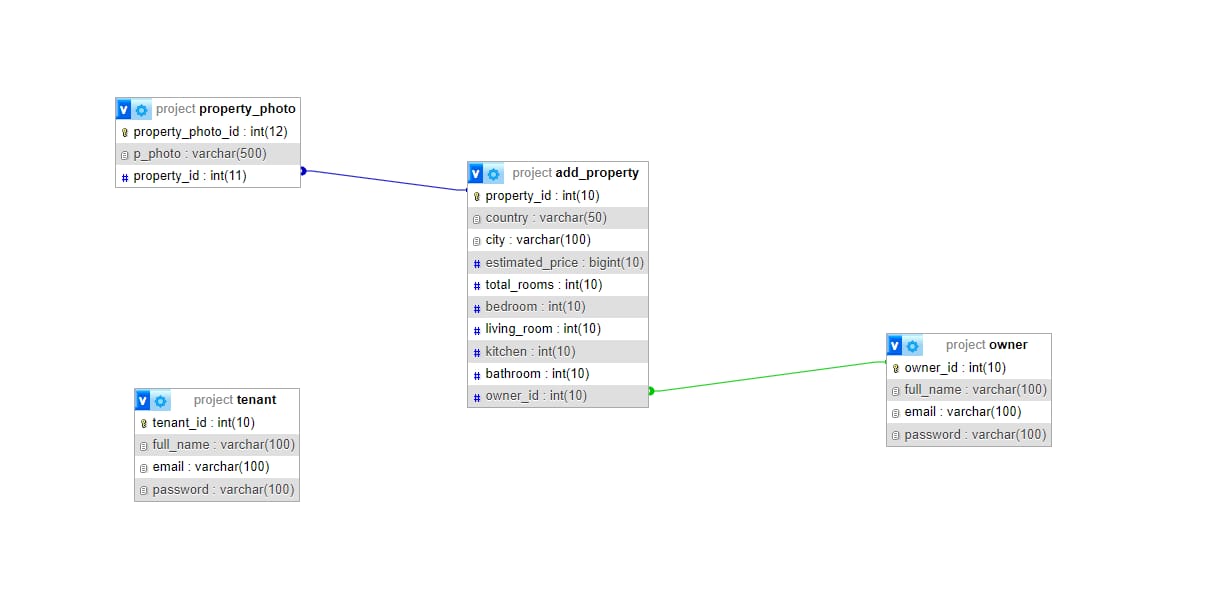 v project property_photo
property_photo_id : int(12)
p_photo : varchar(500)
# property_id : int(11)
v project add_property
property_id : int(10)
country : varchar(50)
city : varchar(100)
# estimated_price : bigint(10)
# total_rooms : int(10)
# bedroom : int(10)
# living_room : int(10)
# kitchen : int(10)
# bathroom : int(10)
# owner_id : int(10)
v project owner
owner_id : int(10)
full_name : varchar(100)
email : varchar(100)
password : varchar(100)
v project tenant
tenant_id : int(10)
full_name : varchar(100)
email : varchar(100)
password : varchar(100)